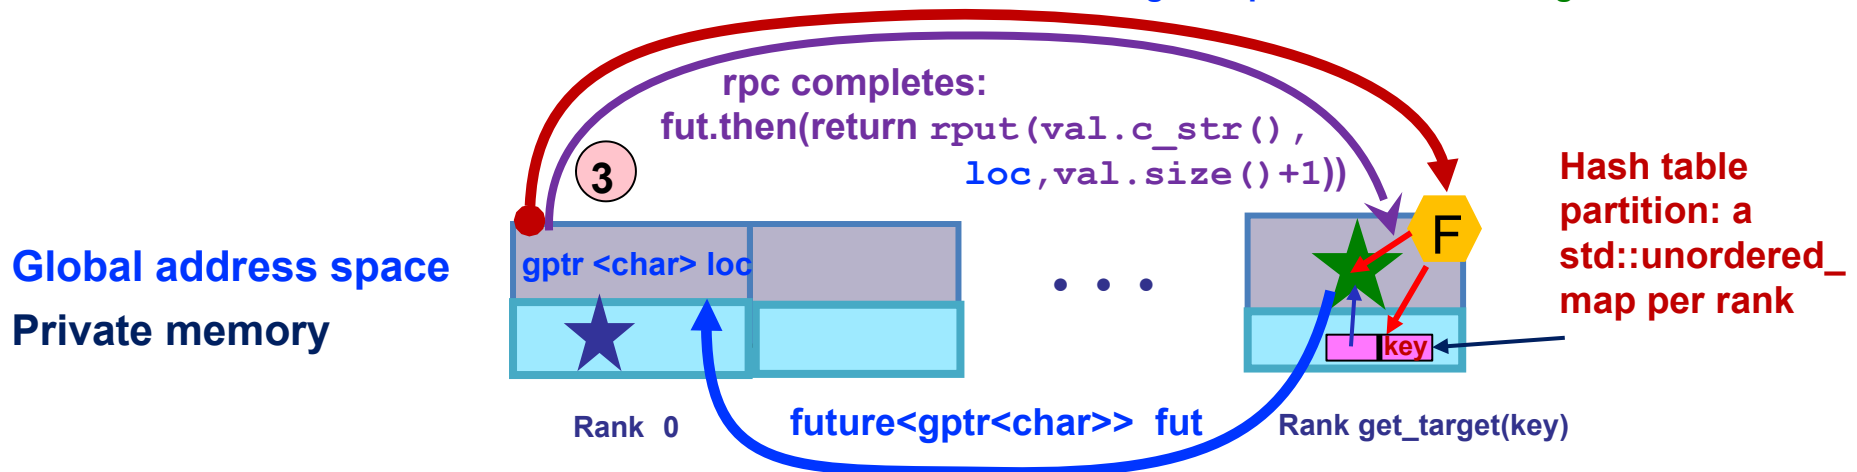 rpc completes:
fut.then(return rput(val.c_str(),
loc,val.size()+1))
3
F
Hash table
partition: a
std::unordered_
map per rank
Global address space
gptr <char> loc
• • •
Private memory
key
Rank 0
future<gptr<char>> fut
Rank get_target(key)